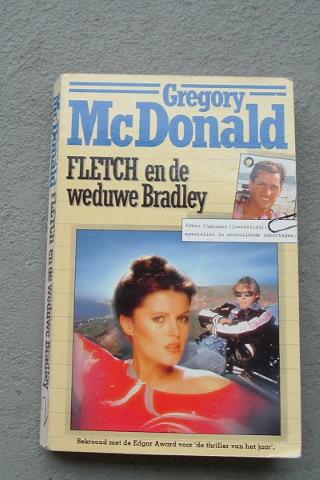 Gregory
McDonald
FLETCH en de
weduwe Bradley
Irwin Fletcher (journalist):
specialist in onthullende reportages.
Bekroond met de Edgar Award voor 'de thriller van het jaar'.
McDonald FLETCH en de weduwe Bradley